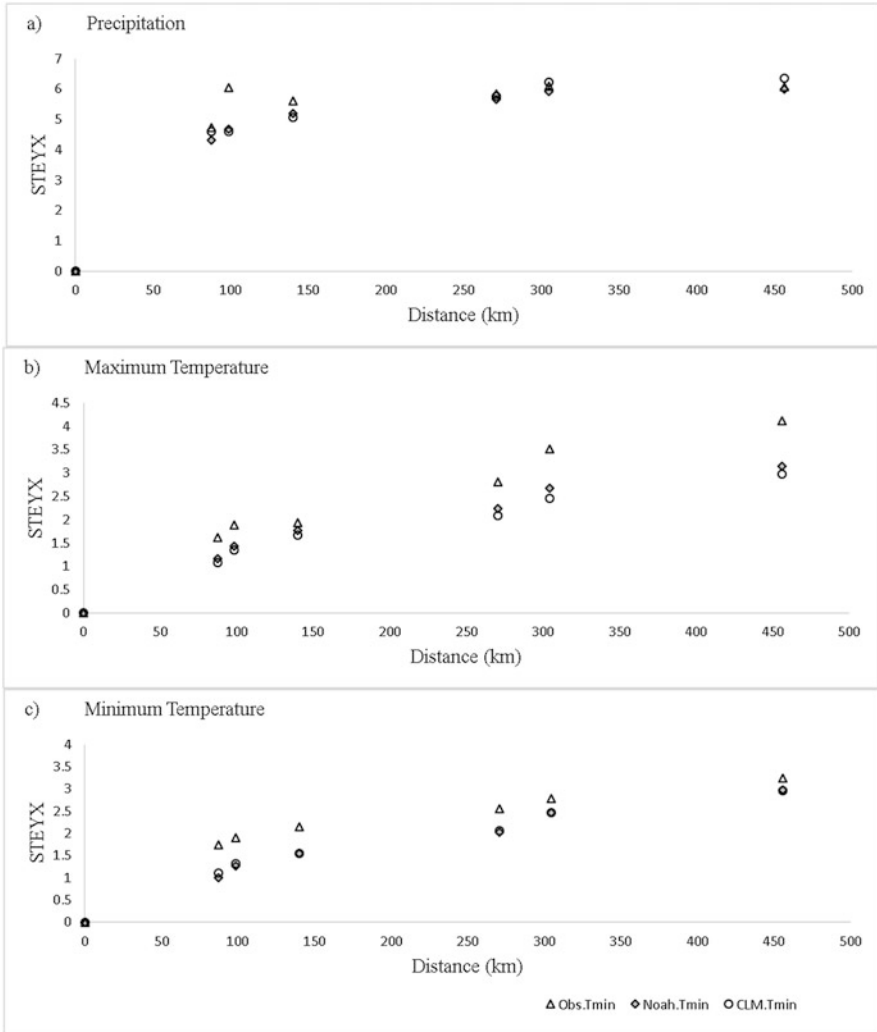 a) Precipitation
7
6
5
4
3
2
1
0
STEYX
0 50 100 150 200 250 300 350 400 450 500
Distance (km)
b) Maximum Temperature
4.5
4
3.5
3
2.5
2
1.5
1
0.5
0
STEYX
0 50 100 150 200 250 300 350 400 450 500
Distance (km)
c) Minimum Temperature
4
3.5
3
2.5
2
1.5
1
0.5
0
STEYX
0 50 100 150 200 250 300 350 400 450 500
Distance (km)
Obs.Tmin Noah.Tmin CLM.Tmin